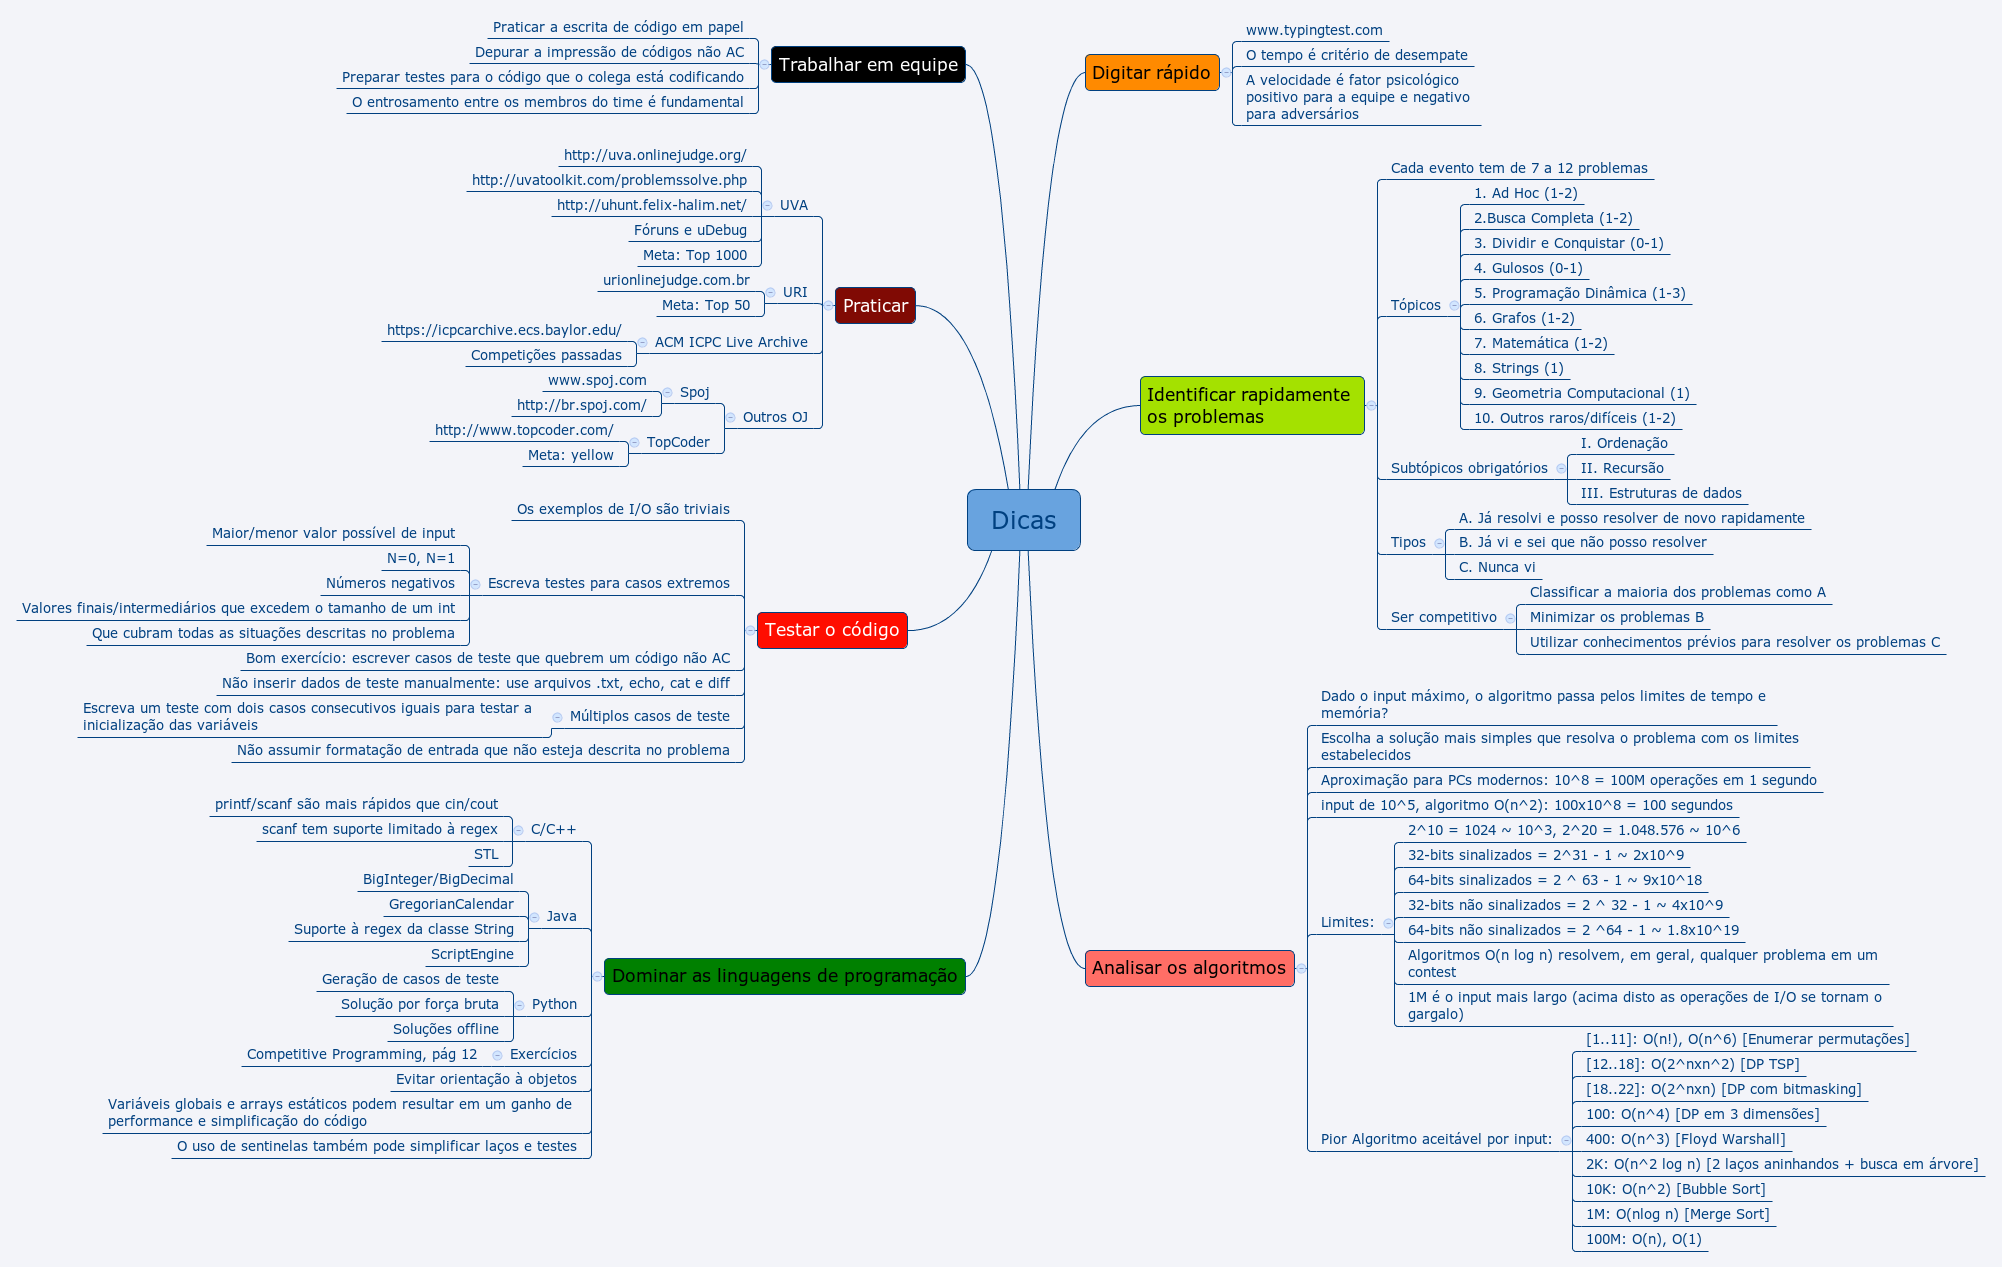 Dicas
Digitar rápido
www.typingtest.com
O tempo é critério de desempate
A velocidade é fator psicológico
positivo para a equipe e negativo
para adversários
Identificar rapidamente
os problemas
Cada evento tem de 7 a 12 problemas
Tópicos
1. Ad Hoc (1-2)
2.Busca Completa (1-2)
3. Dividir e Conquistar (0-1)
4. Gulosos (0-1)
5. Programação Dinâmica (1-3)
6. Grafos (1-2)
7. Matemática (1-2)
8. Strings (1)
9. Geometria Computacional (1)
10. Outros raros/difíceis (1-2)
Subtópicos obrigatórios
I. Ordenação
II. Recursão
III. Estruturas de dados
Tipos
A. Já resolvi e posso resolver de novo rapidamente
B. Já vi e sei que não posso resolver
C. Nunca vi
Ser competitivo
Classificar a maioria dos problemas como A
Minimizar os problemas B
Utilizar conhecimentos prévios para resolver os problemas C
Analisar os algoritmos
Dado o input máximo, o algoritmo passa pelos limites de tempo e
memória?
Escolha a solução mais simples que resolva o problema com os limites
estabelecidos
Aproximação para PCs modernos: 10^8 = 100M operações em 1 segundo
input de 10^5, algoritmo O(n^2): 100x10^8 = 100 segundos
Limites:
2^10 = 1024 ~ 10^3, 2^20 = 1.048.576 ~ 10^6
32-bits sinalizados = 2^31 - 1 ~ 2x10^9
64-bits sinalizados = 2 ^ 63 - 1 ~ 9x10^18
32-bits não sinalizados = 2 ^ 32 - 1 ~ 4x10^9
64-bits não sinalizados = 2 ^64 - 1 ~ 1.8x10^19
Algoritmos O(n log n) resolvem, em geral, qualquer problema em um
contest
1M é o input mais largo (acima disto as operações de I/O se tornam o
gargalo)
Pior Algoritmo aceitável por input:
[1..11]: O(n!), O(n^6) [Enumerar permutações]
[12..18]: O(2^nxn^2) [DP TSP]
[18..22]: O(2^nxn) [DP com bitmasking]
100: O(n^4) [DP em 3 dimensões]
400: O(n^3) [Floyd Warshall]
2K: O(n^2 log n) [2 laços aninhandos + busca em árvore]
10K: O(n^2) [Bubble Sort]
1M: O(nlog n) [Merge Sort]
100M: O(n), O(1)
Trabalhar em equipe
Praticar a escrita de código em papel
Depurar a impressão de códigos não AC
Preparar testes para o código que o colega está codificando
O entrosamento entre os membros do time é fundamental
Praticar
UVA
http://uva.onlinejudge.org/
http://uvatoolkit.com/problemssolve.php
http://uhunt.felix-halim.net/
Fóruns e uDebug
Meta: Top 1000
URI
urionlinejudge.com.br
Meta: Top 50
ACM ICPC Live Archive
https://icpcarchive.ecs.baylor.edu/
Competições passadas
Outros OJ
Spoj
www.spoj.com
http://br.spoj.com/
TopCoder
http://www.topcoder.com/
Meta: yellow
Testar o código
Os exemplos de I/O são triviais
Escreva testes para casos extremos
Maior/menor valor possível de input
N=0, N=1
Números negativos
Valores finais/intermediários que excedem o tamanho de um int
Que cubram todas as situações descritas no problema
Bom exercício: escrever casos de teste que quebrem um código não AC
Não inserir dados de teste manualmente: use arquivos .txt, echo, cat e diff
Múltiplos casos de teste
Escreva um teste com dois casos consecutivos iguais para testar a
inicialização das variáveis
Não assumir formatação de entrada que não esteja descrita no problema
Dominar as linguagens de programação
C/C++
printf/scanf são mais rápidos que cin/cout
scanf tem suporte limitado à regex
STL
Java
BigInteger/BigDecimal
GregorianCalendar
Suporte à regex da classe String
ScriptEngine
Python
Geração de casos de teste
Solução por força bruta
Soluções offline
Exercícios
Competitive Programming, pág 12
Evitar orientação à objetos
Variáveis globais e arrays estáticos podem resultar em um ganho de
performance e simplificação do código
O uso de sentinelas também pode simplificar laços e testes